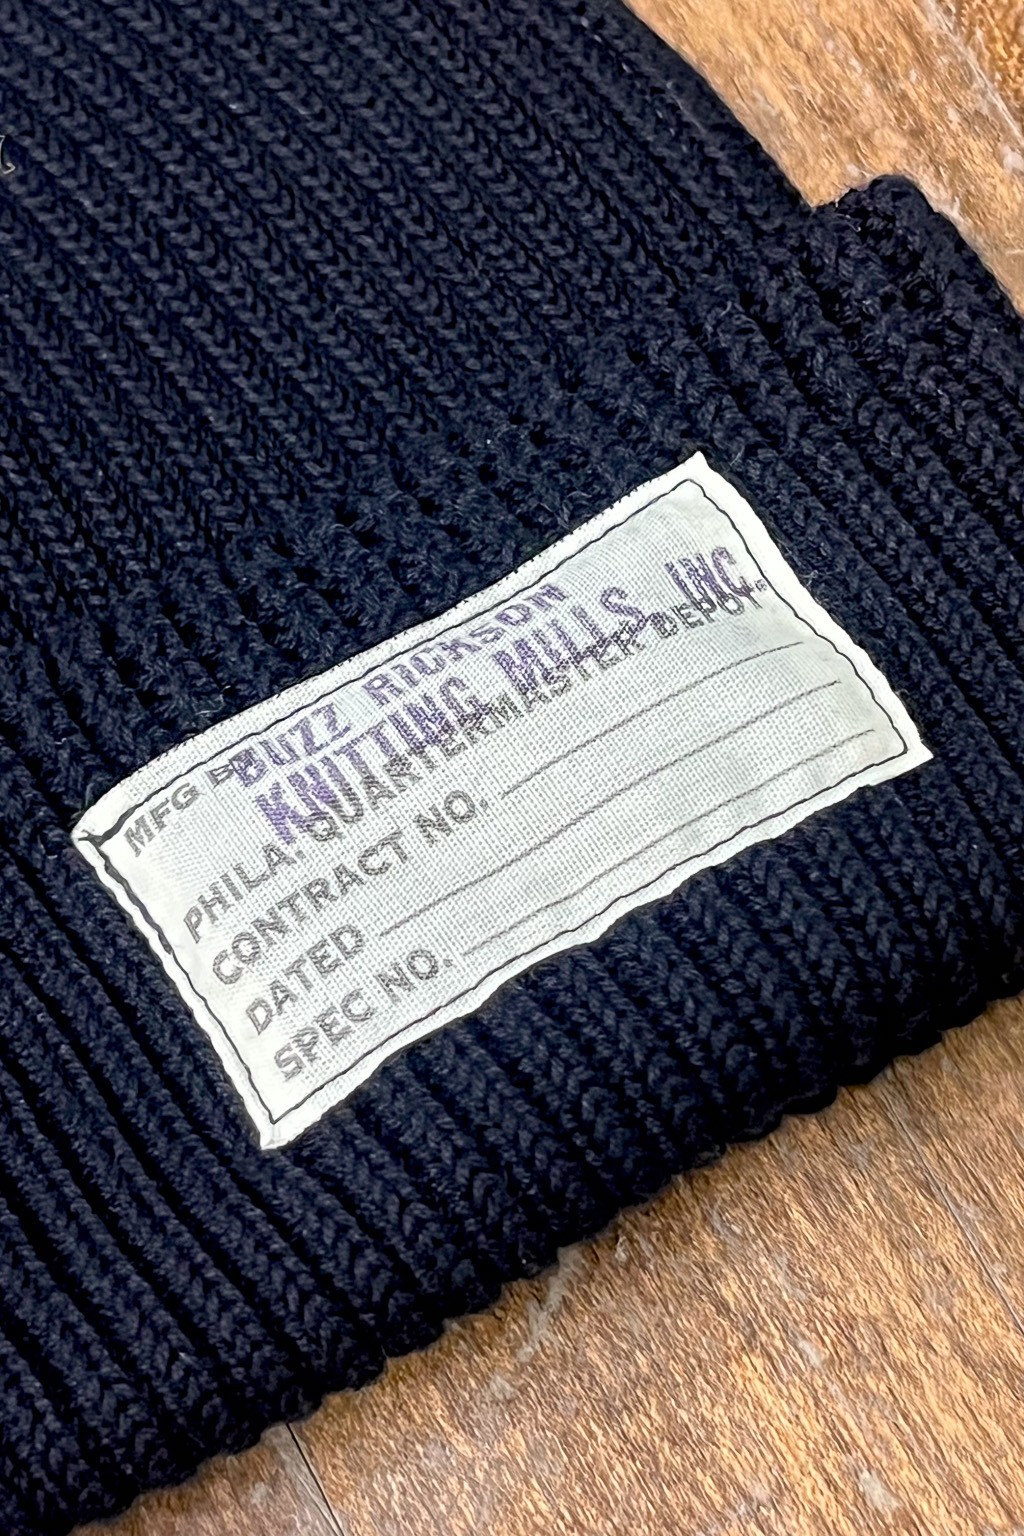 MFG BY BUZZ RICKSON
KNITTING MILLS, INC.
PHILA. QUARTERMASTER DEPOT
CONTRACT NO.
DATED
SPEC NO.